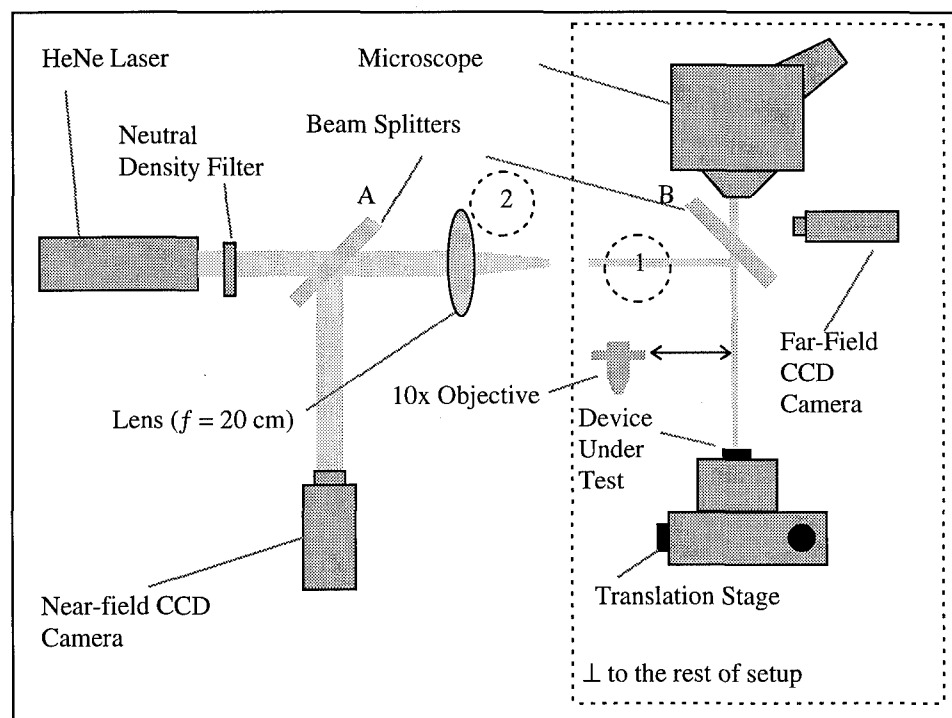 HeNe Laser
Microscope
Neutral
Density Filter
Beam Splitters
A
2
B
1
Far-Field
CCD
Camera
10x Objective
Lens (f = 20 cm)
Device
Under
Test
Near-field CCD
Camera
Translation Stage
⊥ to the rest of setup